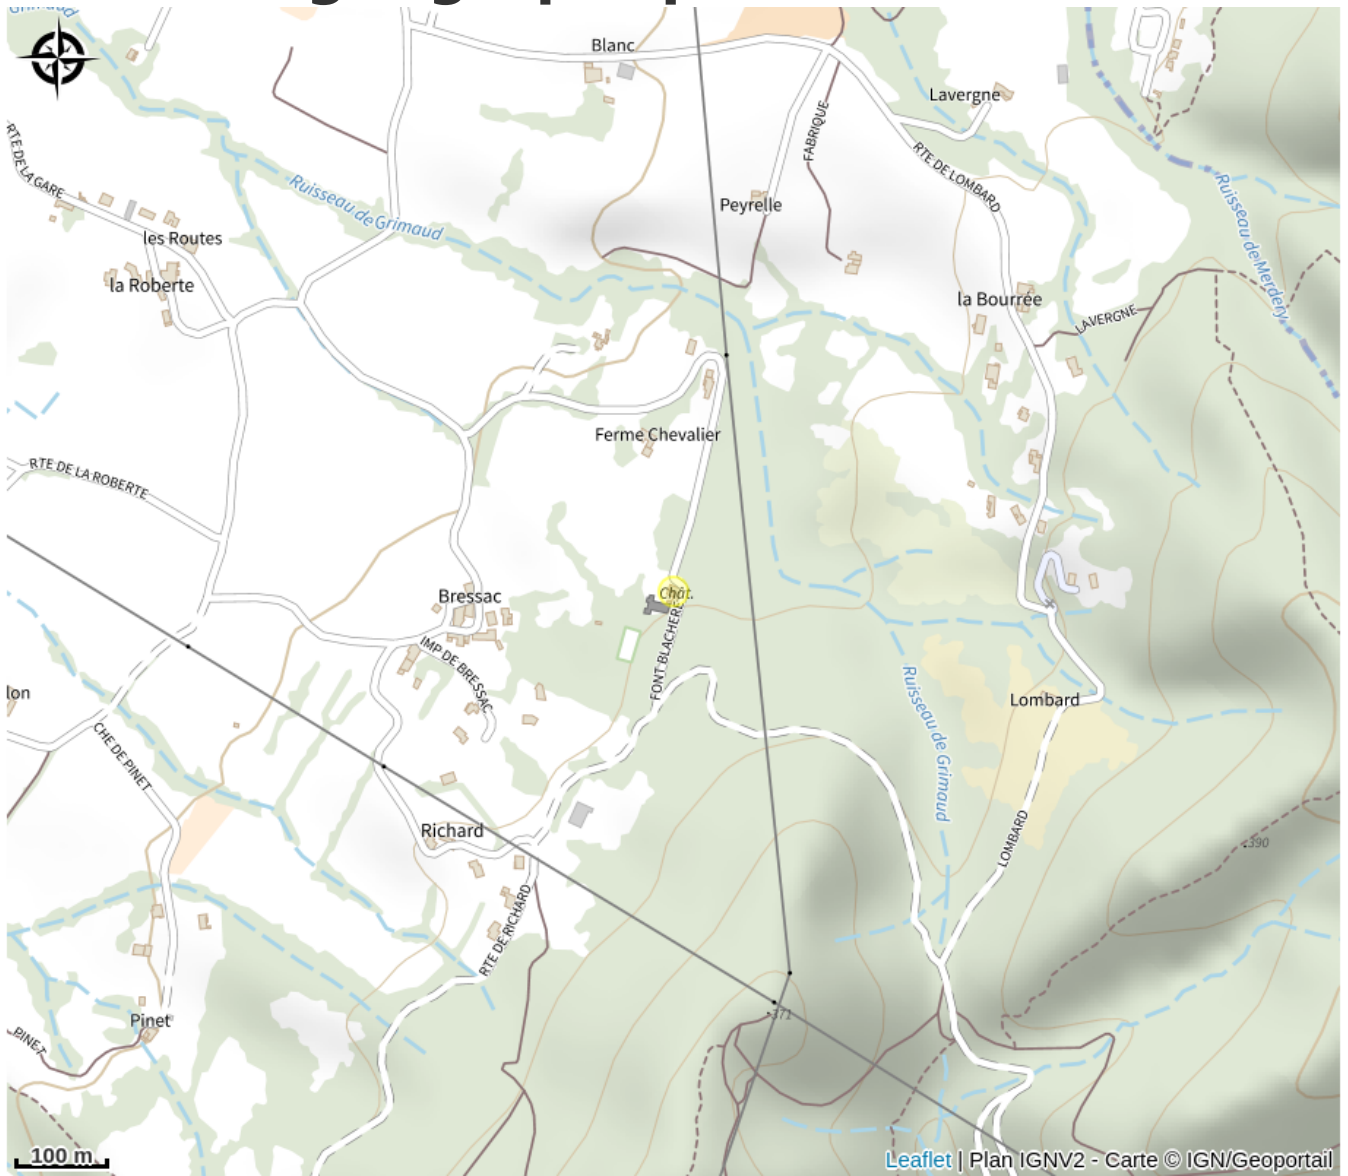 Grimaud
Blanc
Lavergne
RTE DE LA GARE
FABRIQUE
RTE DE LOMBARD
Ruisseau de Grimaud
Peyrelle
Ruisseau de Merdery
les Routes
la Roberte
la Bourrée
LAVERGNE
Ferme Chevalier
RTE DE LA ROBERTE
Chât.
Bressac
IMP DE BRESSAC
FONT BLACHERE
lon
Lombard
Ruisseau de Grimaud
CHE DE PINET
Richard
LOMBARD
390
RTE DE RICHARD
371
Pinet
PINET
100 m
Leaflet | Plan IGNV2 - Carte © IGN/Geoportail